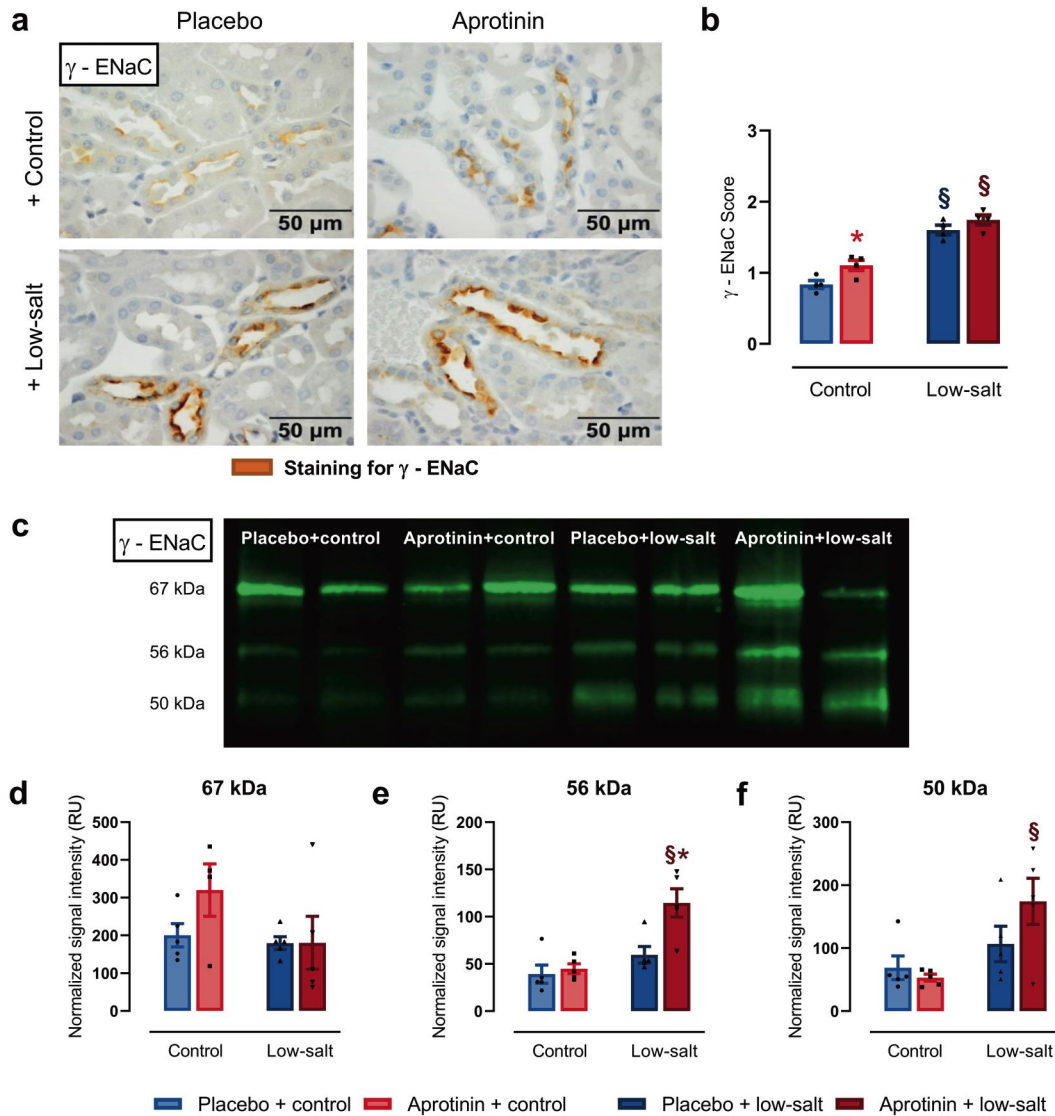 a
Placebo
Aprotinin
γ - ENaC
+ Control
50 µm
50 µm
+ Low-salt
50 µm
50 µm
Staining for γ - ENaC
b
γ - ENaC Score
3
2
1
0
*
§
§
Control
Low-salt
c
γ - ENaC
Placebo+control
Aprotinin+control
Placebo+low-salt
Aprotinin+low-salt
67 kDa
56 kDa
50 kDa
d
67 kDa
Normalized signal intensity (RU)
500
400
300
200
100
0
Control
Low-salt
e
56 kDa
Normalized signal intensity (RU)
200
150
100
50
0
§*
Control
Low-salt
f
50 kDa
Normalized signal intensity (RU)
300
200
100
0
§
Control
Low-salt
Placebo + control
Aprotinin + control
Placebo + low-salt
Aprotinin + low-salt